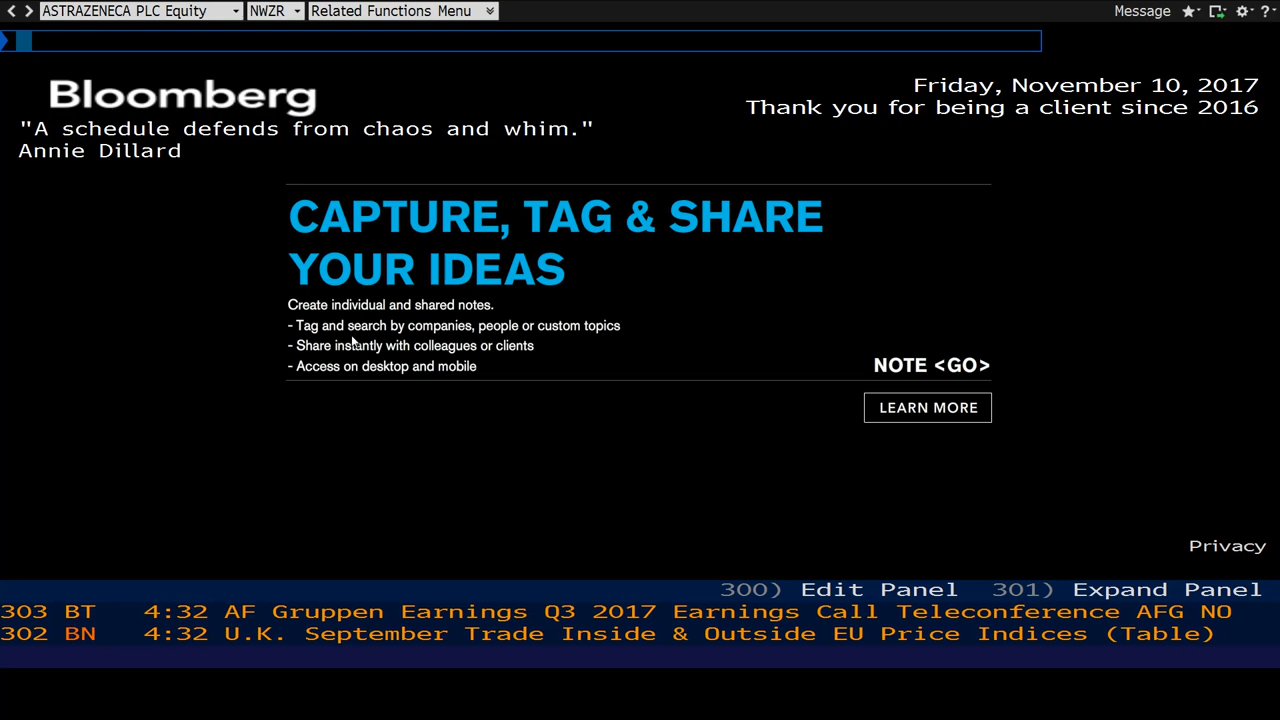 ASTRAZENECA PLC Equity NWZR Related Functions Menu Message ?
Bloomberg
Friday, November 10, 2017
Thank you for being a client since 2016
"A schedule defends from chaos and whim."
Annie Dillard
CAPTURE, TAG & SHARE
YOUR IDEAS
Create individual and shared notes.
- Tag and search by companies, people or custom topics
- Share instantly with colleagues or clients
- Access on desktop and mobile
NOTE <GO>
LEARN MORE
Privacy
300) Edit Panel 301) Expand Panel
303 BT 4:32 AF Gruppen Earnings Q3 2017 Earnings Call Teleconference AFG NO
302 BN 4:32 U.K. September Trade Inside & Outside EU Price Indices (Table)